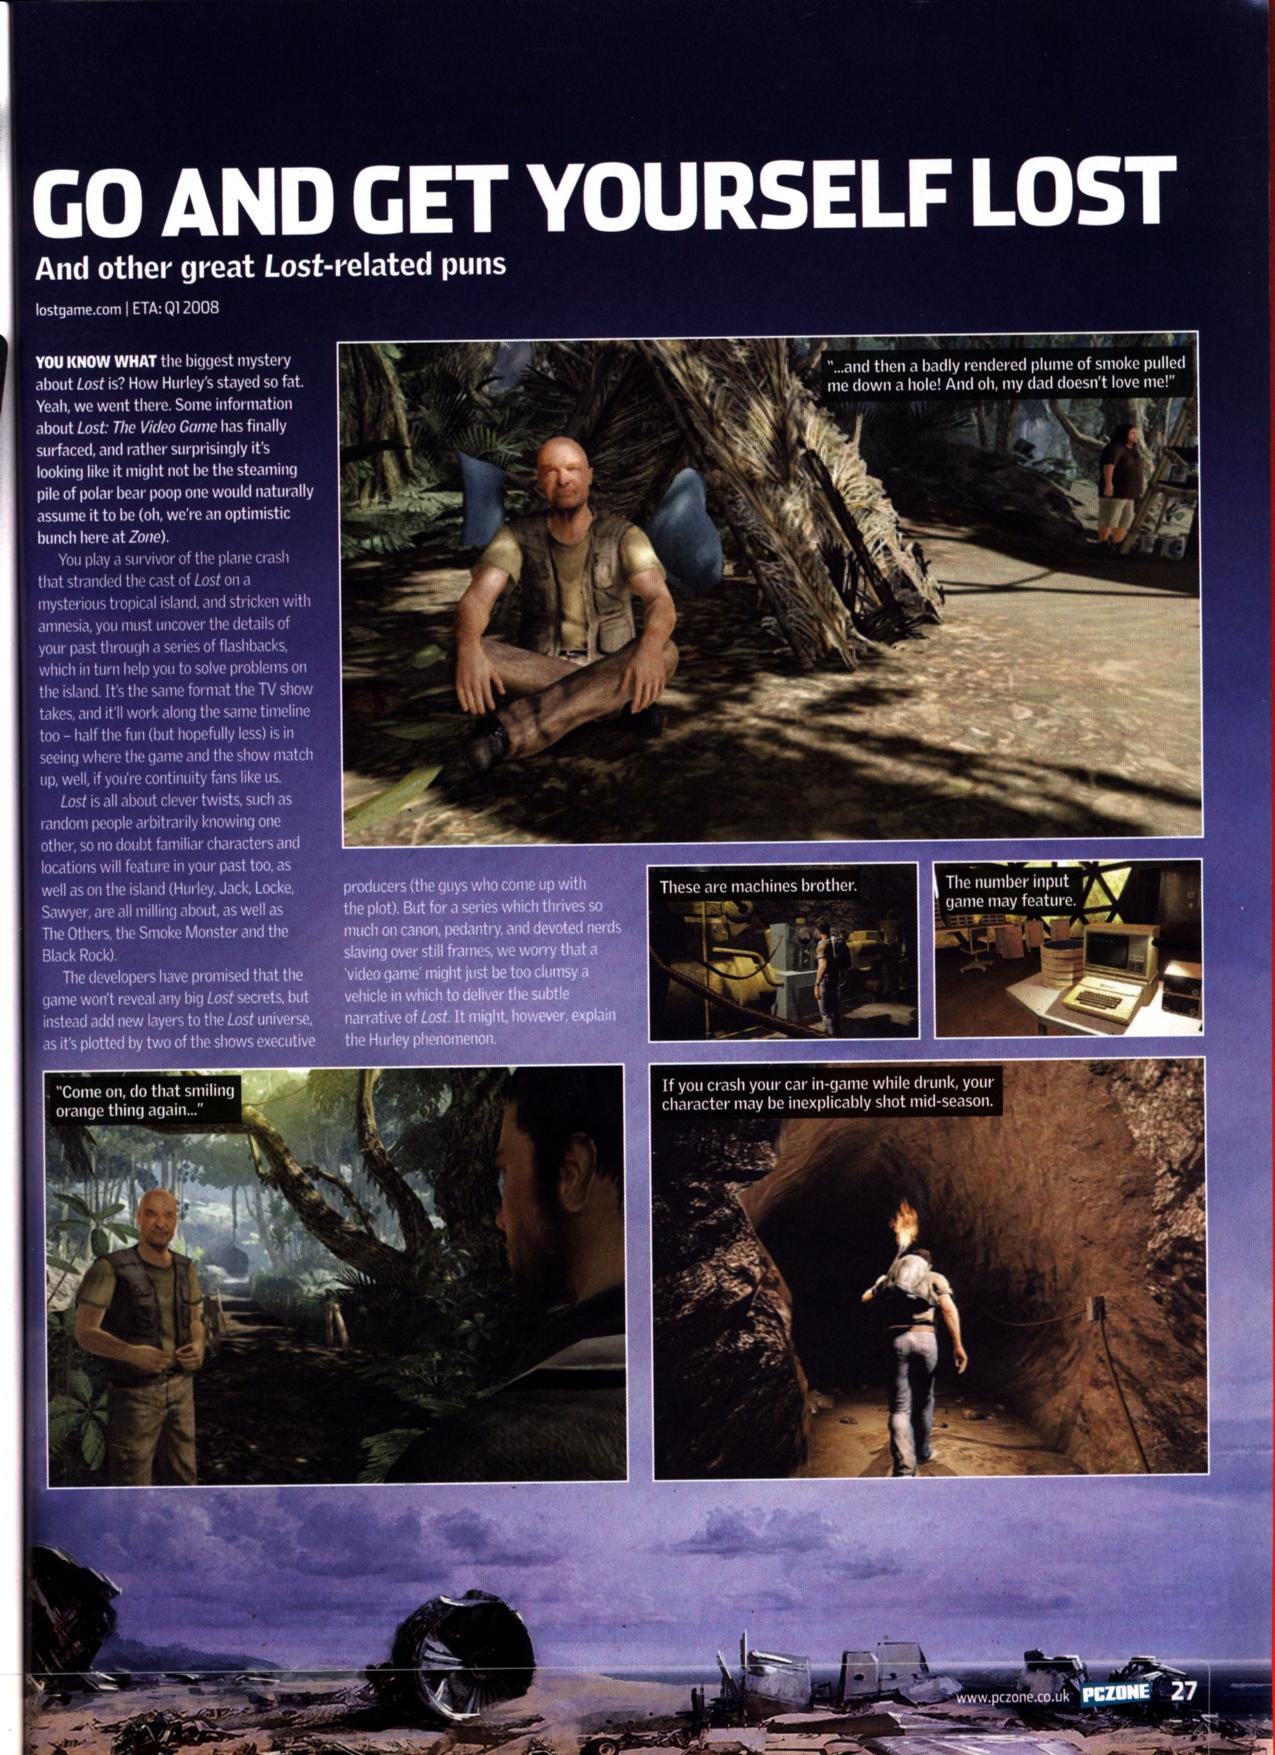 GO AND GET YOURSELF LOST
And other great Lost-related puns
lostgame.com | ETA: Q1 2008
YOU KNOW WHAT the biggest mystery
about Lost is? How Hurley's stayed so fat.
Yeah, we went there. Some information
about Lost: The Video Game has finally
surfaced, and rather surprisingly it's
looking like it might not be the steaming
pile of polar bear poop one would naturally
assume it to be (oh, we're an optimistic
bunch here at Zone).
You play a survivor of the plane crash
that stranded the cast of Lost on a
mysterious tropical island, and stricken with
amnesia, you must uncover the details of
your past through a series of flashbacks,
which in turn help you to solve problems on
the island. It's the same format the TV show
takes, and it'll work along the same timeline
too – half the fun (but hopefully less) is in
seeing where the game and the show match
up, well, if you're continuity fans like us.
Lost is all about clever twists, such as
random people arbitrarily knowing one
other, so no doubt familiar characters and
locations will feature in your past too, as
well as on the island (Hurley, Jack, Locke,
Sawyer, are all milling about, as well as
The Others, the Smoke Monster and the
Black Rock).
The developers have promised that the
game won't reveal any big Lost secrets, but
instead add new layers to the Lost universe,
as it's plotted by two of the shows executive
producers (the guys who come up with
the plot). But for a series which thrives so
much on canon, pedantry, and devoted nerds
slaving over still frames, we worry that a
'video game' might just be too clumsy a
vehicle in which to deliver the subtle
narrative of Lost. It might, however, explain
the Hurley phenomenon.
"...and then a badly rendered plume of smoke pulled
me down a hole! And oh, my dad doesn't love me!"
These are machines brother.
The number input
game may feature.
"Come on, do that smiling
orange thing again..."
If you crash your car in-game while drunk, your
character may be inexplicably shot mid-season.
www.pczone.co.uk PCZONE 27